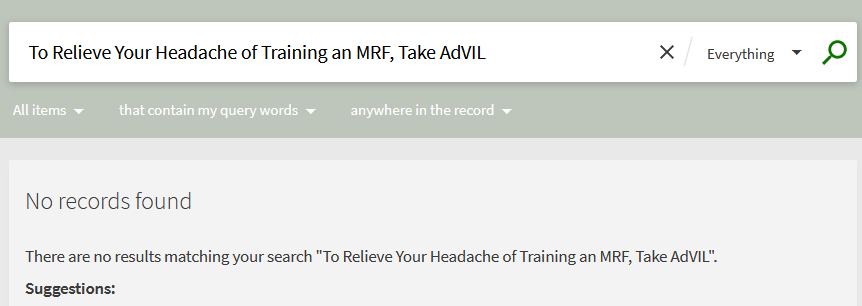 To Relieve Your Headache of Training an MRF, Take AdVIL
Everything
All items
that contain my query words
anywhere in the record
No records found
There are no results matching your search "To Relieve Your Headache of Training an MRF, Take AdVIL".
Suggestions: